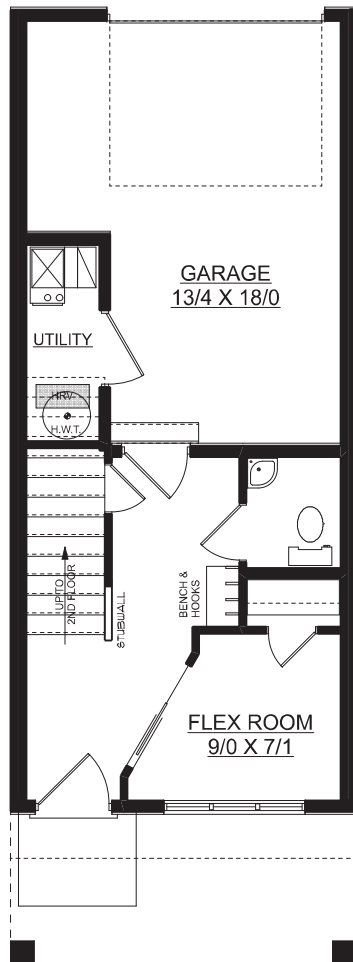 GARAGE
13/4 X 18/0
UTILITY
HRV
H.W.T.
UP TO
2ND FLOOR
STUBWALL
BENCH &
HOOKS
FLEX ROOM
9/0 X 7/1